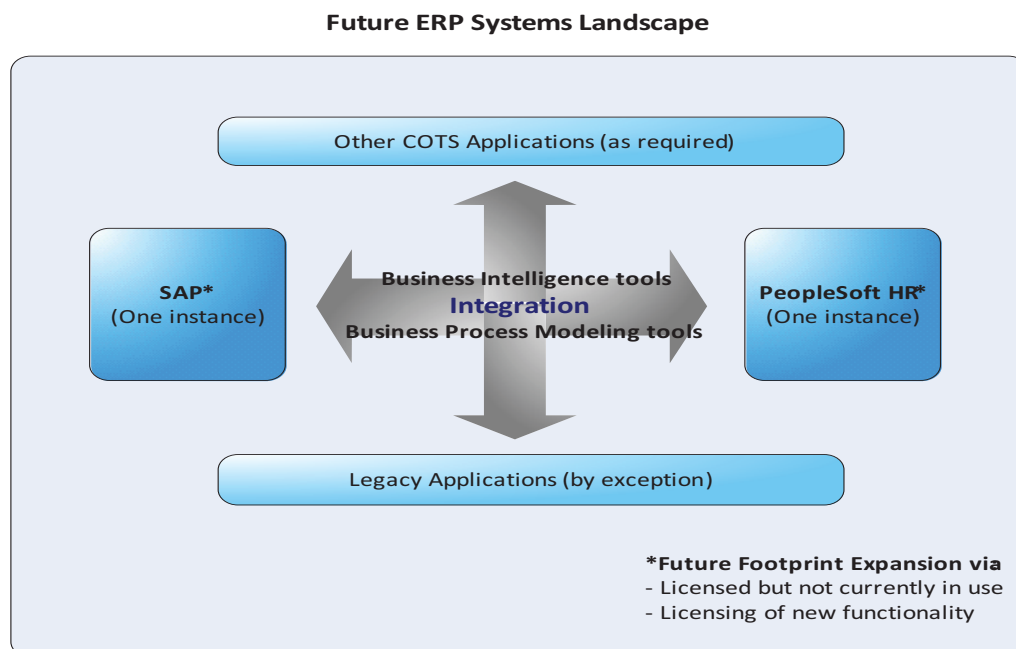 Future ERP Systems Landscape
Other COTS Applications (as required)
SAP*
(One instance)
Business Intelligence tools
Integration
Business Process Modeling tools
PeopleSoft HR*
(One instance)
Legacy Applications (by exception)
*Future Footprint Expansion via
- Licensed but not currently in use
- Licensing of new functionality